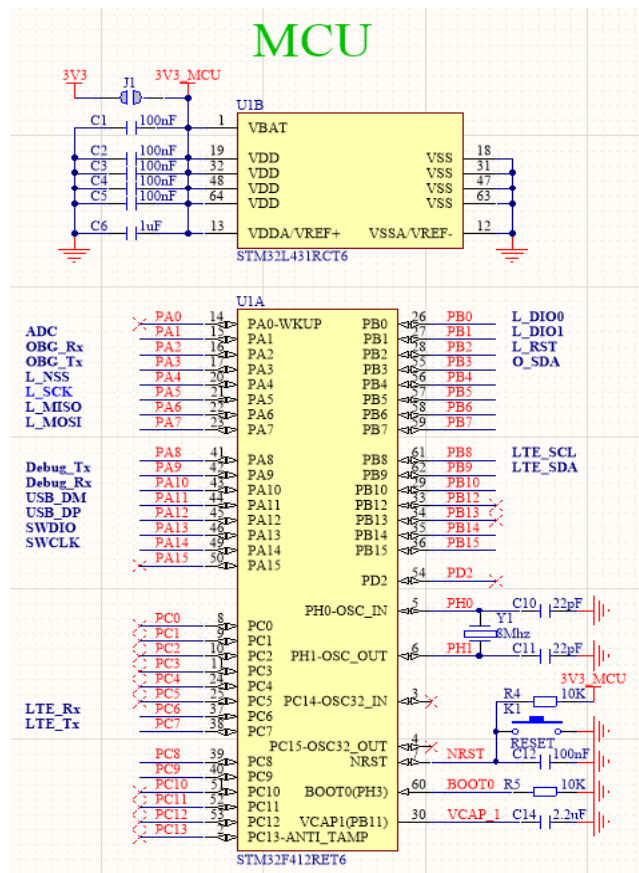 MCU
3V3 J1 3V3_MCU
U1B
C1 100nF 1 VBAT
C2 100nF 19 VDD VSS 18
C3 100nF 32 VDD VSS 31
C4 100nF 48 VDD VSS 47
C5 100nF 64 VDD VSS 63
C6 1uF 13 VDDA/VREF+ VSSA/VREF- 12
STM32L431RCT6
U1A
PA0 14 PA0-WKUP PB0 26 PB0 L_DIO0
ADC PA1 15 PA1 PB1 27 PB1 L_DIO1
OBG_Rx PA2 16 PA2 PB2 28 PB2 L_RST
OBG_Tx PA3 17 PA3 PB3 55 PB3 O_SDA
L_NSS PA4 20 PA4 PB4 56 PB4
L_SCK PA5 21 PA5 PB5 57 PB5
L_MISO PA6 22 PA6 PB6 58 PB6
L_MOSI PA7 23 PA7 PB7 59 PB7
PA8 41 PA8 PB8 61 PB8 LTE_SCL
Debug_Tx PA9 42 PA9 PB9 62 PB9 LTE_SDA
Debug_Rx PA10 43 PA10 PB10 29 PB10
USB_DM PA11 44 PA11 PB12 33 PB12
USB_DP PA12 45 PA12 PB13 34 PB13
SWDIO PA13 46 PA13 PB14 35 PB14
SWCLK PA14 49 PA14 PB15 36 PB15
PA15 50 PA15
PD2 54 PD2
PH0-OSC_IN 5 PH0 C10 22pF
Y1
8Mhz
PC0 8 PC0
PC1 9 PC1
PC2 10 PC2 PH1-OSC_OUT 6 PH1 C11 22pF
PC3 11 PC3
PC4 24 PC4 3V3_MCU
PC5 25 PC5 PC14-OSC32_IN 3 R4 10K
LTE_Rx PC6 37 PC6 K1
LTE_Tx PC7 38 PC7
PC15-OSC32_OUT 4 RESET
PC8 39 PC8 NRST 7 NRST C12 100nF
PC9 40 PC9
PC10 51 PC10 BOOT0(PH3) 60 BOOT0 R5 10K
PC11 52 PC11
PC12 53 PC12 VCAP1(PB11) 30 VCAP_1 C14 2.2uF
PC13 2 PC13-ANTI_TAMP
STM32F412RET6